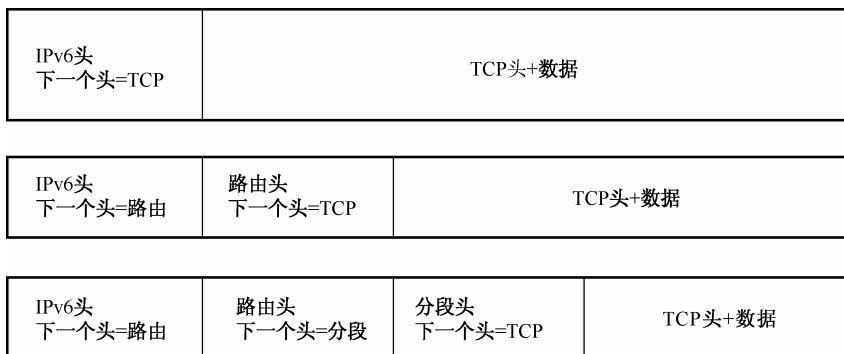 IPv6头
下一个头=TCP
TCP头+数据
IPv6头
下一个头=路由
路由头
下一个头=TCP
TCP头+数据
IPv6头
下一个头=路由
路由头
下一个头=分段
分段头
下一个头=TCP
TCP头+数据